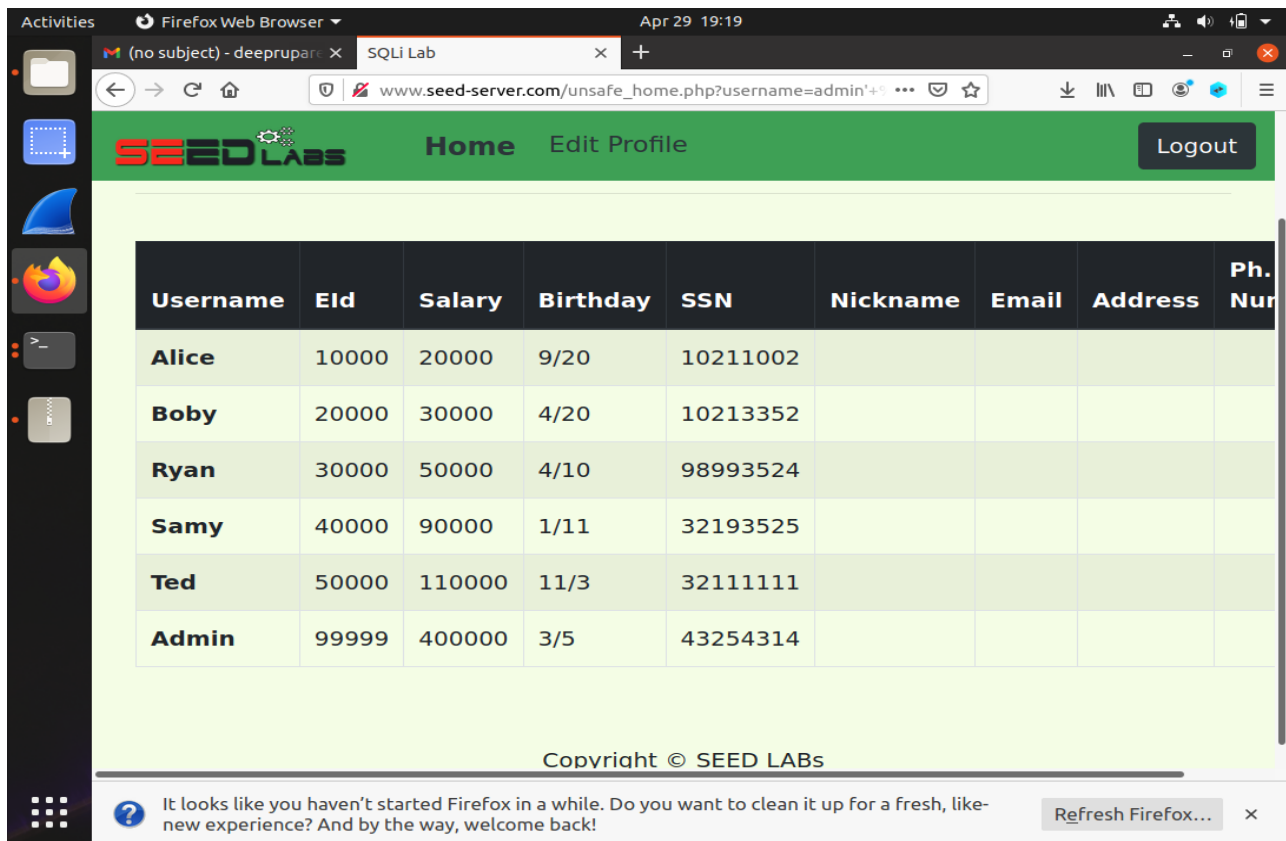 Activities Firefox Web Browser Apr 29 19:19
(no subject) - deeprupar SQLi Lab
www.seed-server.com/unsafe_home.php?username=admin'+
SEED LABS Home Edit Profile Logout
Username EId Salary Birthday SSN Nickname Email Address Ph.
Alice 10000 20000 9/20 10211002
Boby 20000 30000 4/20 10213352
Ryan 30000 50000 4/10 98993524
Samy 40000 90000 1/11 32193525
Ted 50000 110000 11/3 32111111
Admin 99999 400000 3/5 43254314
Copyright © SEED LABs
It looks like you haven’t started Firefox in a while. Do you want to clean it up for a fresh, like-
new experience? And by the way, welcome back!
Refresh Firefox...